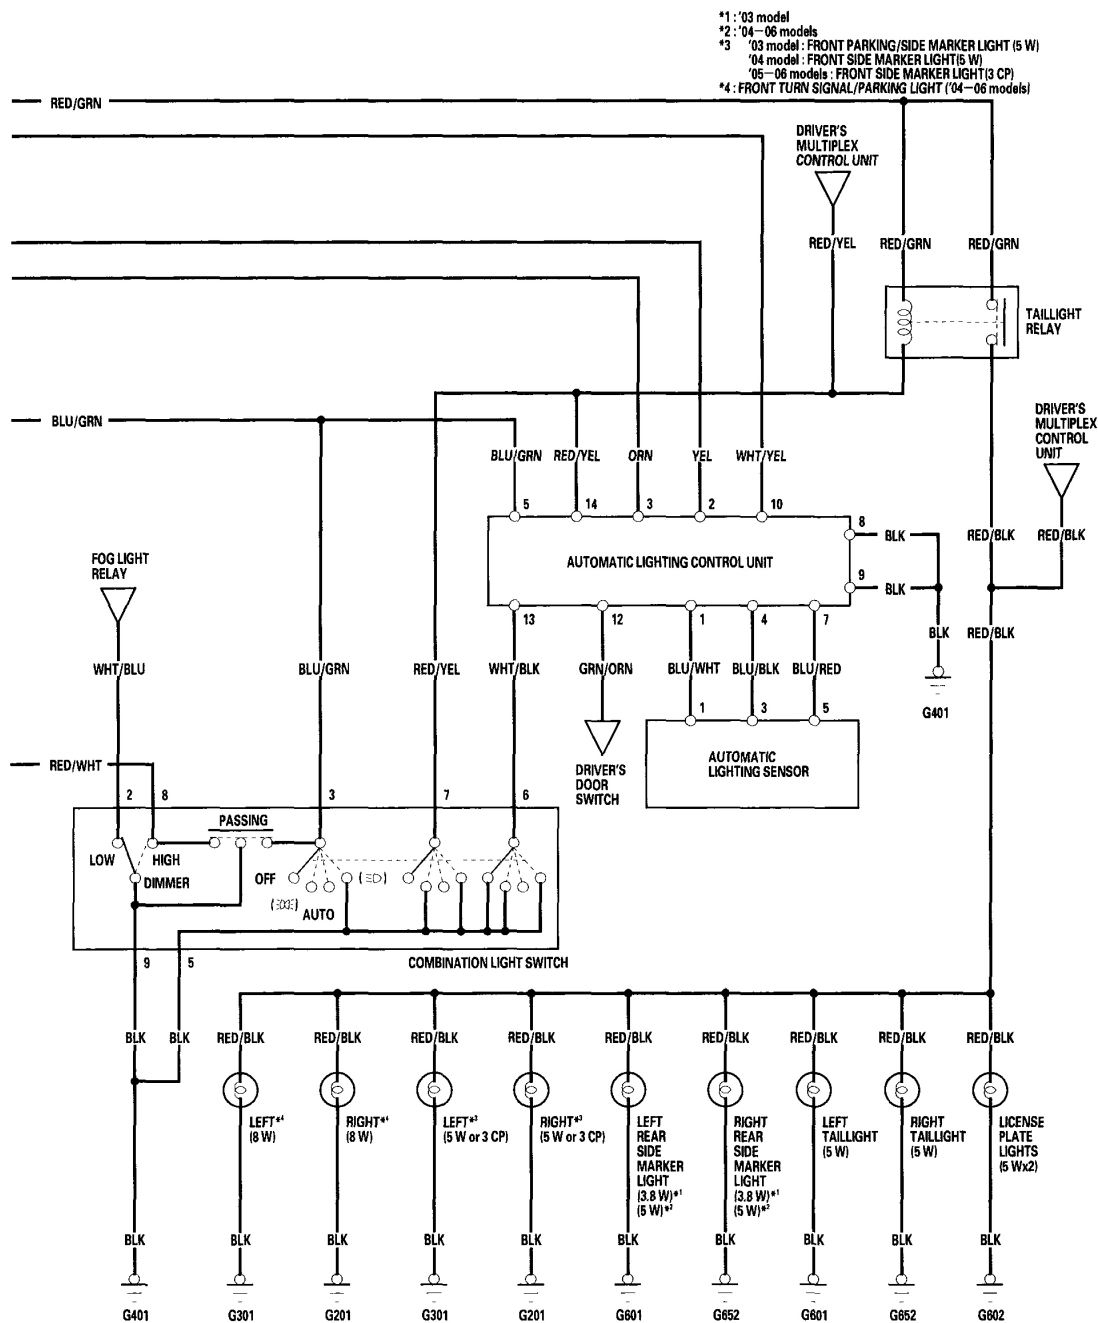 *1 : '03 model
*2 : '04–06 models
*3 '03 model : FRONT PARKING/SIDE MARKER LIGHT (5 W)
'04 model : FRONT SIDE MARKER LIGHT(5 W)
'05–06 models : FRONT SIDE MARKER LIGHT(3 CP)
*4 : FRONT TURN SIGNAL/PARKING LIGHT ('04–06 models)
RED/GRN
DRIVER'S
MULTIPLEX
CONTROL UNIT
RED/YEL
RED/GRN
RED/GRN
TAILLIGHT
RELAY
BLU/GRN
DRIVER'S
MULTIPLEX
CONTROL
UNIT
BLU/GRN
RED/YEL
ORN
YEL
WHT/YEL
5
14
3
2
10
8
BLK
RED/BLK
RED/BLK
FOG LIGHT
RELAY
AUTOMATIC LIGHTING CONTROL UNIT
9
BLK
13
12
1
4
7
BLK
RED/BLK
WHT/BLU
BLU/GRN
RED/YEL
WHT/BLK
GRN/ORN
BLU/WHT
BLU/BLK
BLU/RED
1
3
5
G401
RED/WHT
DRIVER'S
DOOR
SWITCH
AUTOMATIC
LIGHTING SENSOR
2
8
3
7
6
PASSING
LOW
HIGH
DIMMER
OFF
AUTO
9
5
COMBINATION LIGHT SWITCH
BLK
BLK
RED/BLK
RED/BLK
RED/BLK
RED/BLK
RED/BLK
RED/BLK
RED/BLK
RED/BLK
RED/BLK
LEFT*4
(8 W)
RIGHT*4
(8 W)
LEFT*3
(5 W or 3 CP)
RIGHT*3
(5 W or 3 CP)
LEFT
REAR
SIDE
MARKER
LIGHT
(3.8 W)*1
(5 W)*2
RIGHT
REAR
SIDE
MARKER
LIGHT
(3.8 W)*1
(5 W)*2
LEFT
TAILLIGHT
(5 W)
RIGHT
TAILLIGHT
(5 W)
LICENSE
PLATE
LIGHTS
(5 Wx2)
BLK
BLK
BLK
BLK
BLK
BLK
BLK
BLK
BLK
BLK
G401
G301
G201
G301
G201
G601
G652
G601
G652
G602